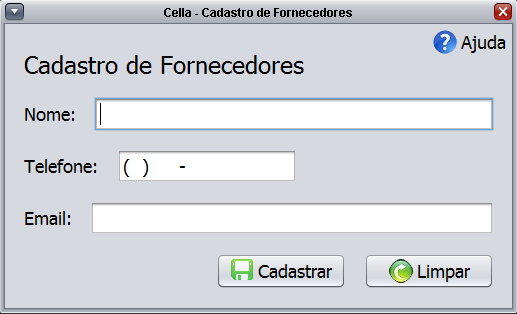 Cella - Cadastro de Fornecedores
Ajuda
Cadastro de Fornecedores
Nome:
Telefone: ( ) -
Email:
Cadastrar Limpar